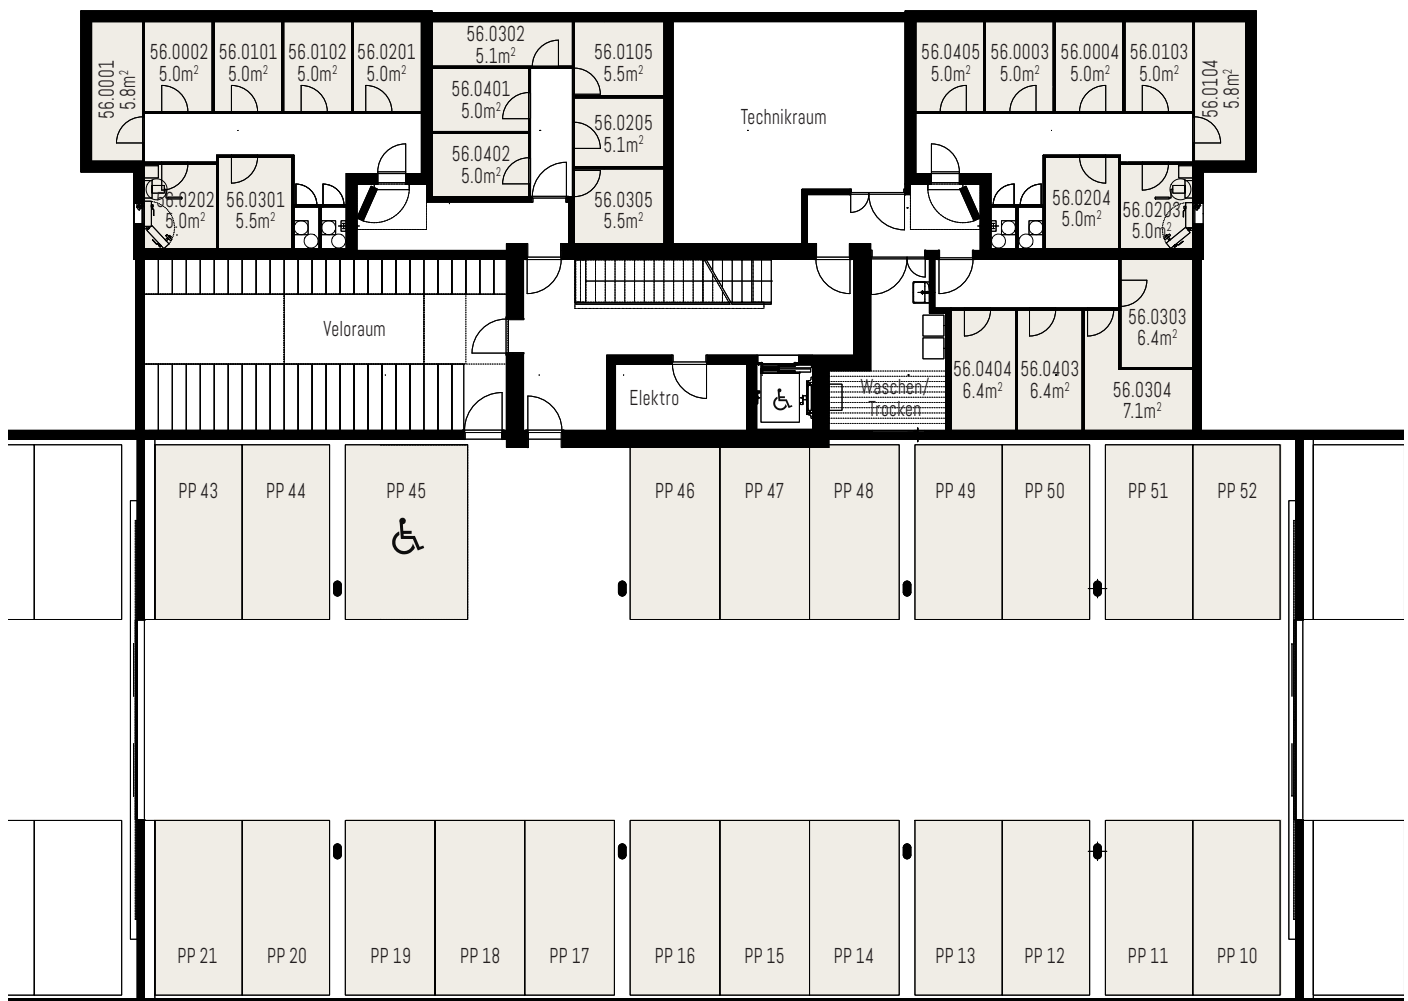 56.0001
5.8m²
56.0002
5.0m²
56.0101
5.0m²
56.0102
5.0m²
56.0201
5.0m²
56.0302
5.1m²
56.0105
5.5m²
56.0401
5.0m²
56.0205
5.1m²
56.0402
5.0m²
56.0305
5.5m²
Technikraum
56.0405
5.0m²
56.0003
5.0m²
56.0004
5.0m²
56.0103
5.0m²
56.0104
5.8m²
56.0202
5.0m²
56.0301
5.5m²
56.0204
5.0m²
56.0203
5.0m²
Veloraum
Elektro
Waschen/
Trocken
56.0404
6.4m²
56.0403
6.4m²
56.0303
6.4m²
56.0304
7.1m²
PP 43
PP 44
PP 45
PP 46
PP 47
PP 48
PP 49
PP 50
PP 51
PP 52
PP 21
PP 20
PP 19
PP 18
PP 17
PP 16
PP 15
PP 14
PP 13
PP 12
PP 11
PP 10